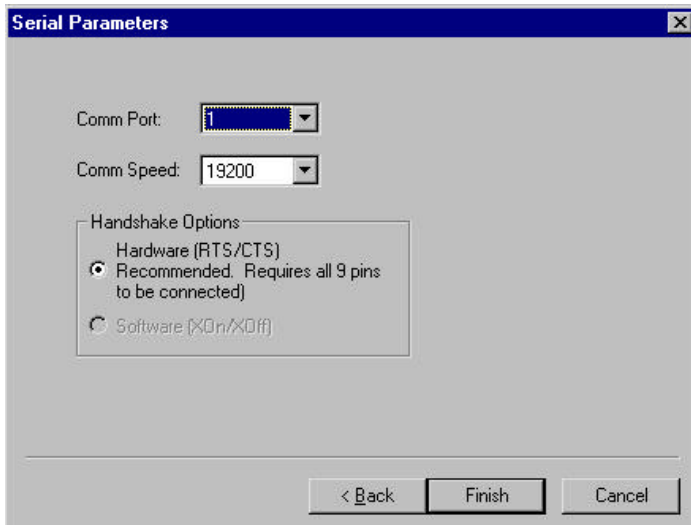 Serial Parameters
Comm Port: 1
Comm Speed: 19200
Handshake Options
Hardware (RTS/CTS)
Recommended. Requires all 9 pins
to be connected)
Software (XOn/XOff)
< Back Finish Cancel